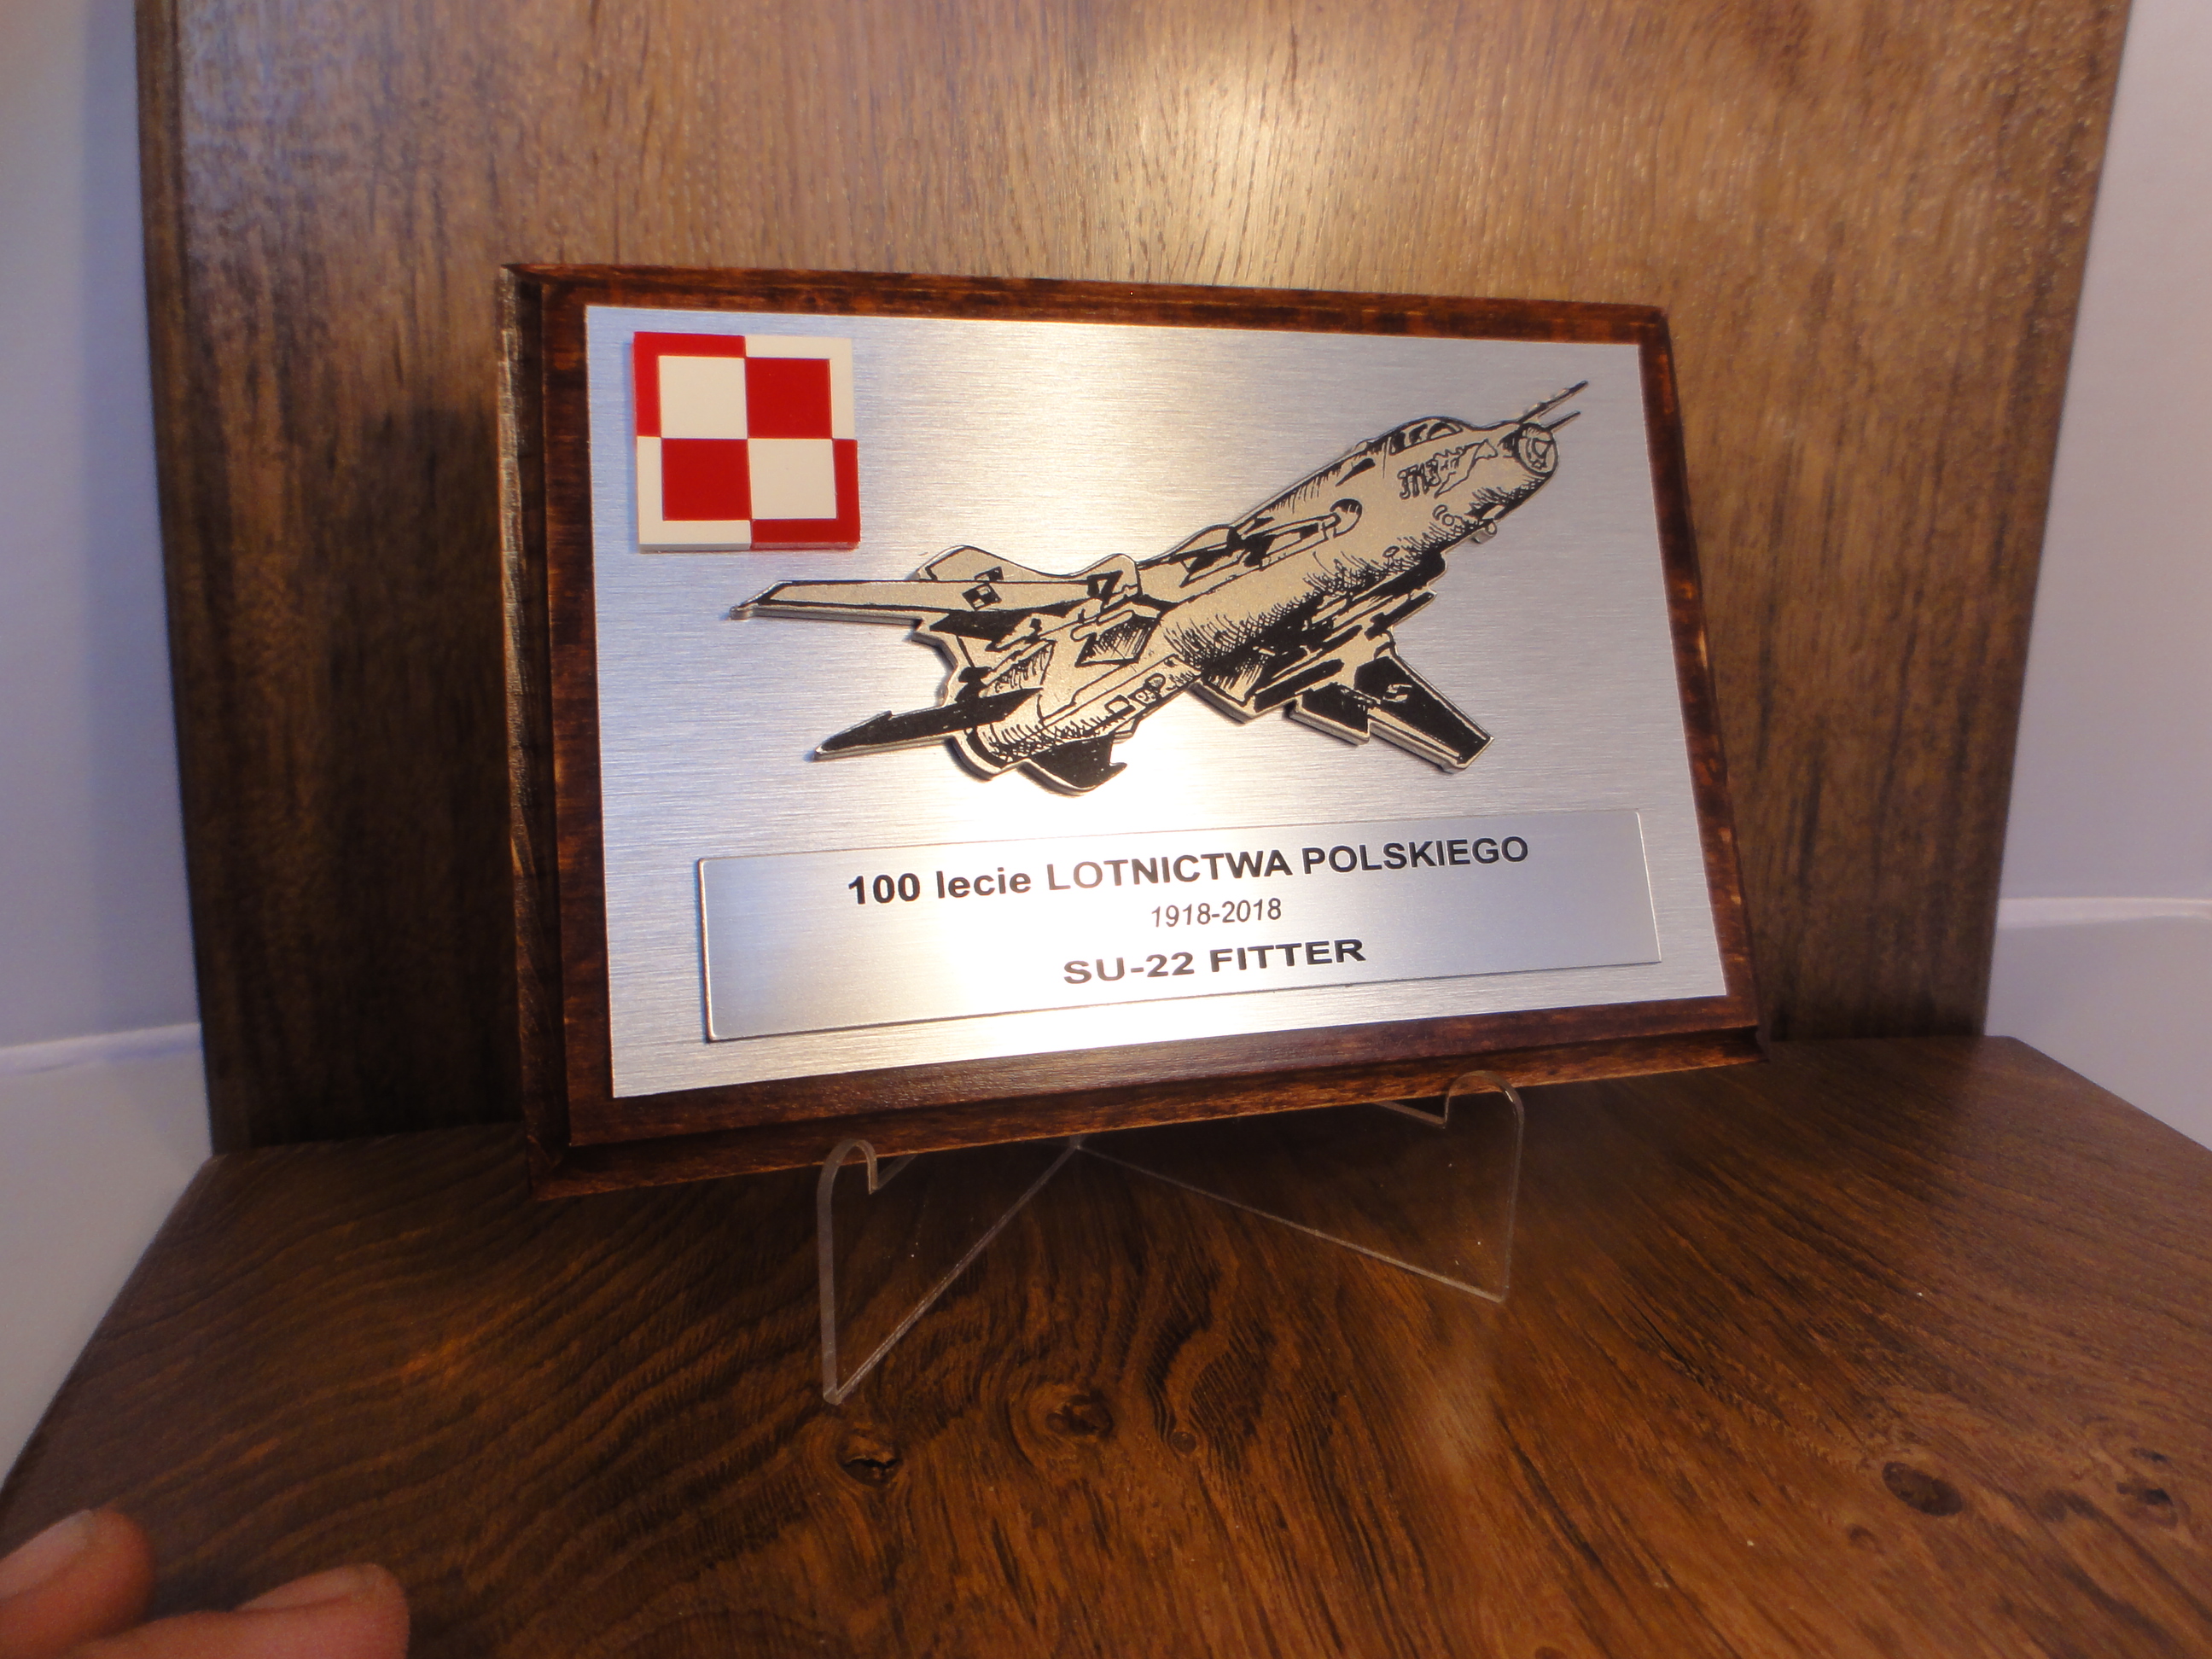 100 lecie LOTNICTWA POLSKIEGO
1918-2018
SU-22 FITTER